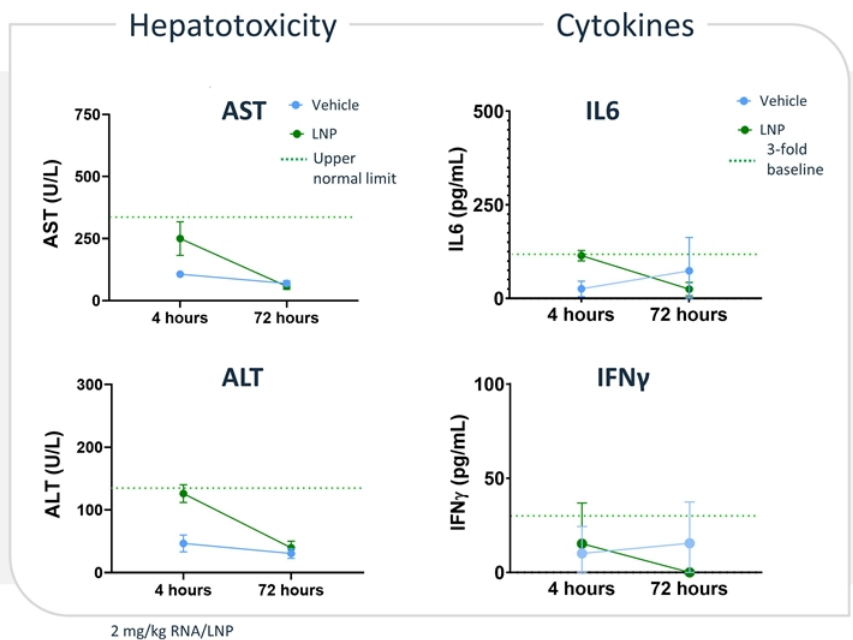 Hepatotoxicity
Cytokines
AST
Vehicle
LNP
Upper
normal limit
AST (U/L)
750
500
250
0
4 hours
72 hours
IL6
Vehicle
LNP
3-fold
baseline
IL6 (pg/mL)
500
250
0
4 hours
72 hours
ALT
ALT (U/L)
300
200
100
0
4 hours
72 hours
IFNγ
IFNγ (pg/mL)
100
50
0
4 hours
72 hours
2 mg/kg RNA/LNP